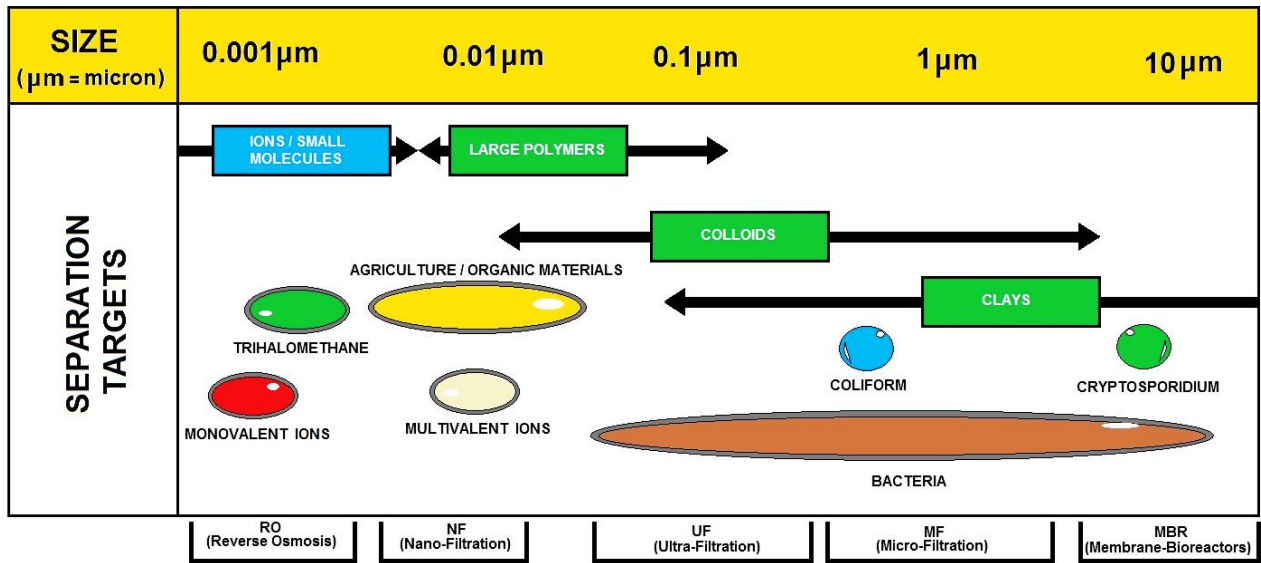 SIZE
(µm = micron)
0.001µm
0.01µm
0.1µm
1µm
10µm
SEPARATION
TARGETS
IONS / SMALL
MOLECULES
LARGE POLYMERS
COLLOIDS
AGRICULTURE / ORGANIC MATERIALS
CLAYS
TRIHALOMETHANE
COLIFORM
CRYPTOSPORIDIUM
MONOVALENT IONS
MULTIVALENT IONS
BACTERIA
RO
(Reverse Osmosis)
NF
(Nano-Filtration)
UF
(Ultra-Filtration)
MF
(Micro-Filtration)
MBR
(Membrane-Bioreactors)